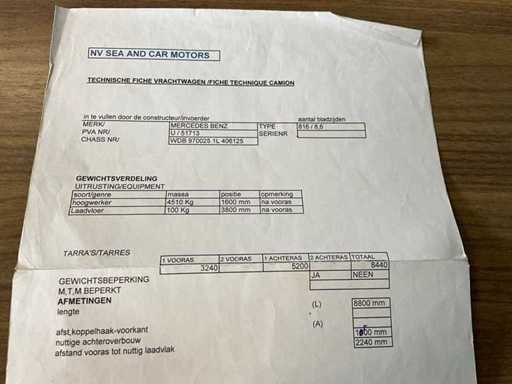 NV SEA AND CAR MOTORS
TECHNISCHE FICHE VRACHTWAGEN /FICHE TECHNIQUE CAMION
in te vullen door de constructeur/invoerder aantal bladzijden
MERK/ MERCEDES BENZ TYPE 816 / 8,6
PVA NR/ U / 51713 SERIENR
CHASS NR/ WDB 970025 1L 406125
GEWICHTSVERDELING
UITRUSTING/EQUIPMENT
soort/genre massa positie opmerking
hoogwerker 4510 Kg 1600 mm na vooras
Laadvloer 100 Kg 3800 mm na vooras
TARRA'S/TARRES 1 VOORAS 2 VOORAS 1 ACHTERAS 2 ACHTERAS TOTAAL
3240 5200 8440
GEWICHTSBEPERKING JA NEEN
M,T,M.BEPERKT
AFMETINGEN
lengte (L) 8800 mm
(A)
afst,koppelhaak-voorkant mm
nuttige achteroverbouw 2240 mm
afstand vooras tot nuttig laadvlak